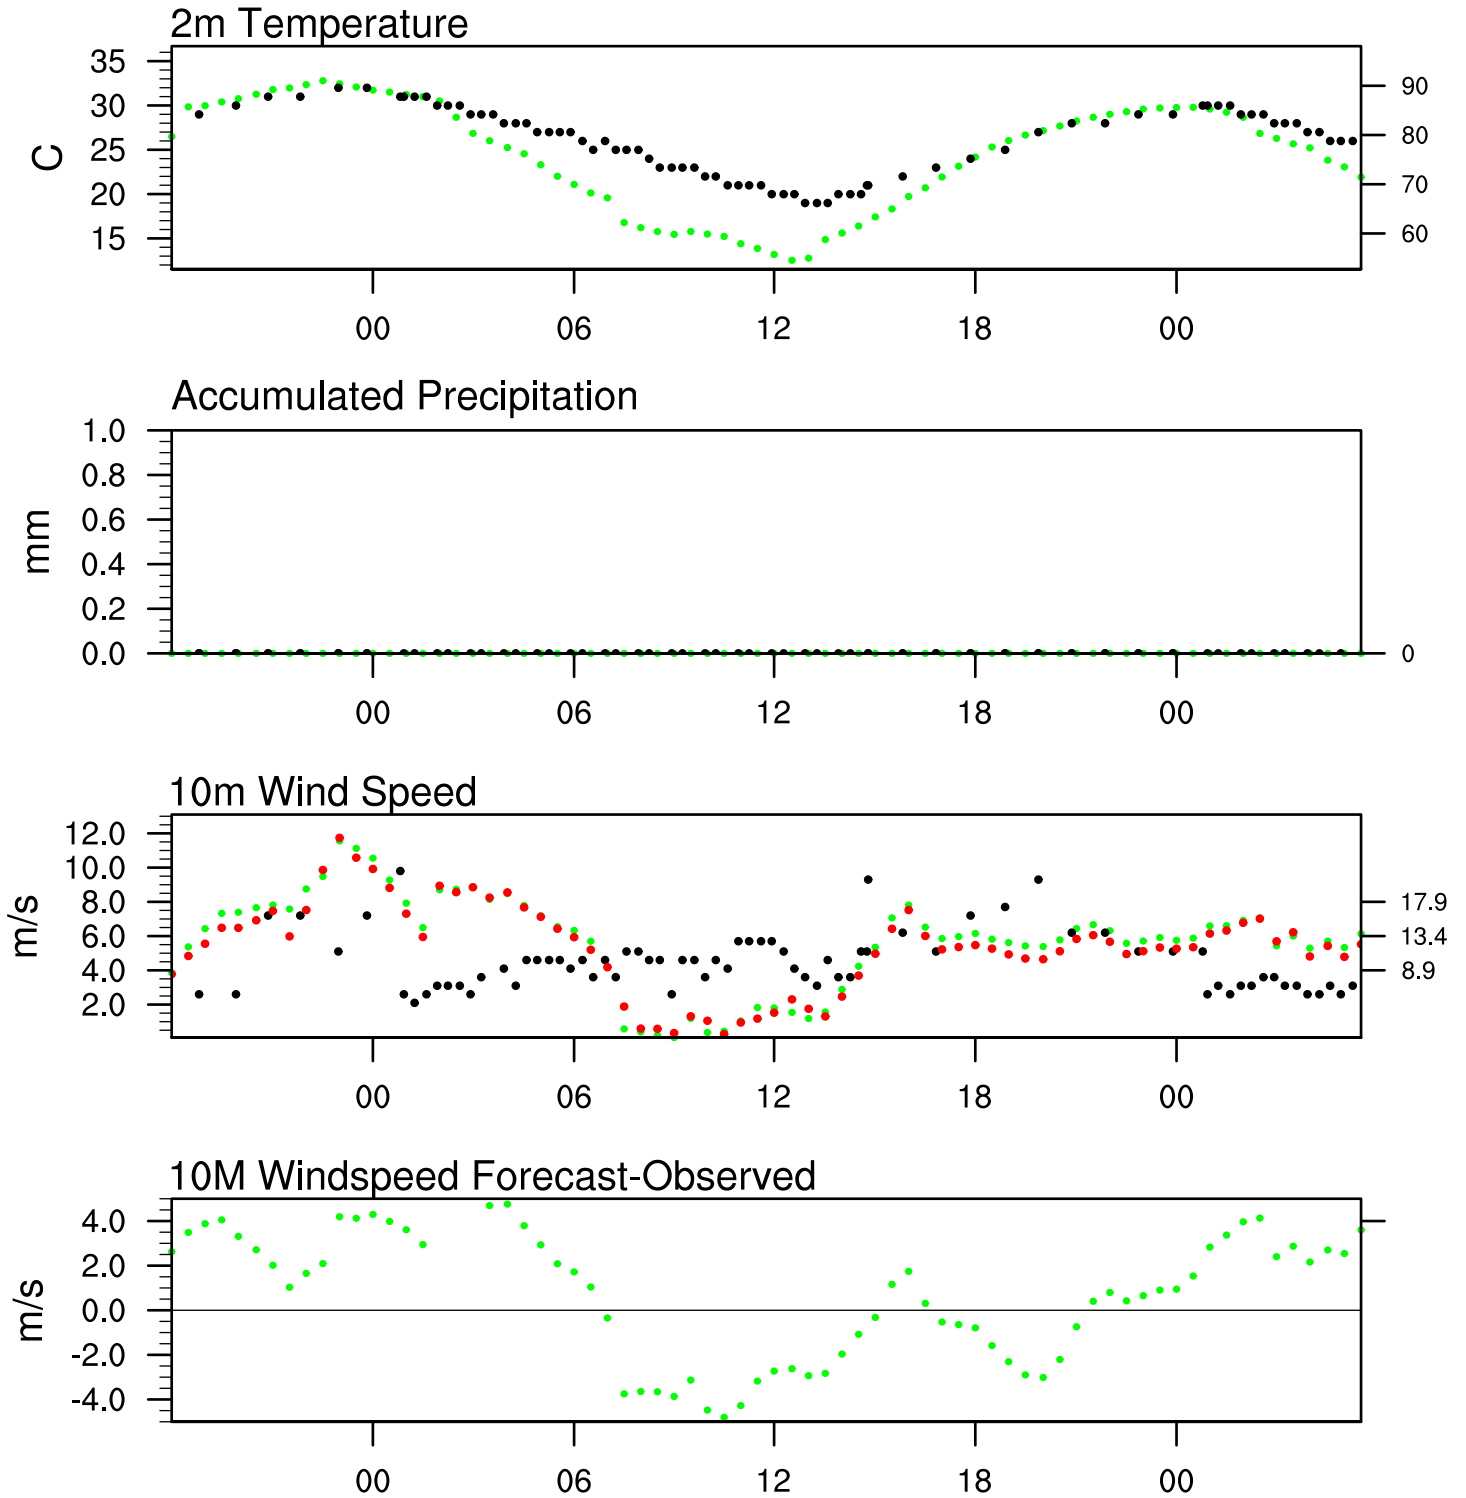 2m Temperature
35
30
25
20
15
C
90
80
70
60
00 06 12 18 00
Accumulated Precipitation
1.0
0.8
0.6
0.4
0.2
0.0
mm
0
00 06 12 18 00
10m Wind Speed
12.0
10.0
8.0
6.0
4.0
2.0
m/s
17.9
13.4
8.9
00 06 12 18 00
10M Windspeed Forecast-Observed
4.0
2.0
0.0
-2.0
-4.0
m/s
00 06 12 18 00